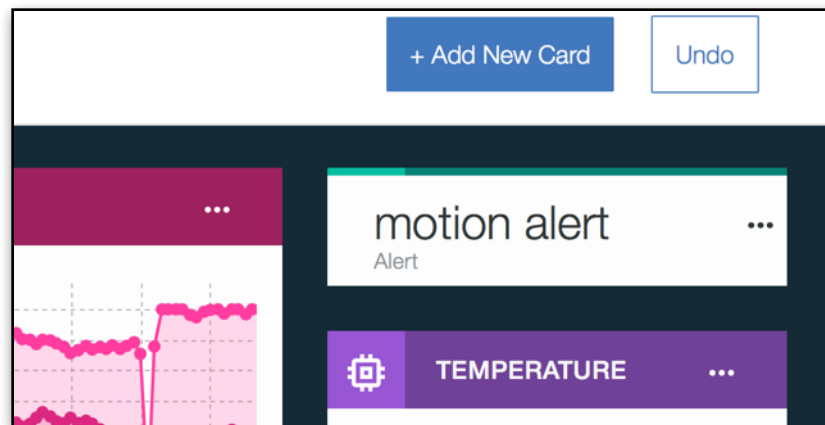 + Add New Card
Undo
motion alert
Alert
TEMPERATURE